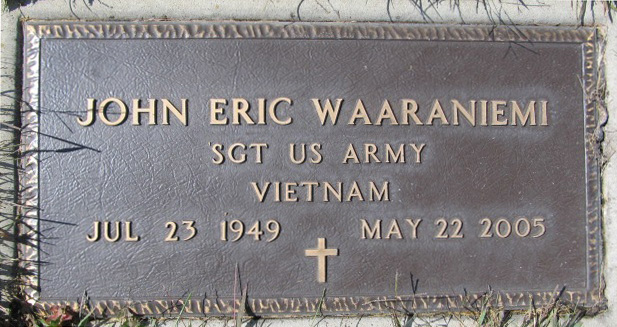 JOHN ERIC WAARANIEMI
SGT US ARMY
VIETNAM
JUL 23 1949 MAY 22 2005